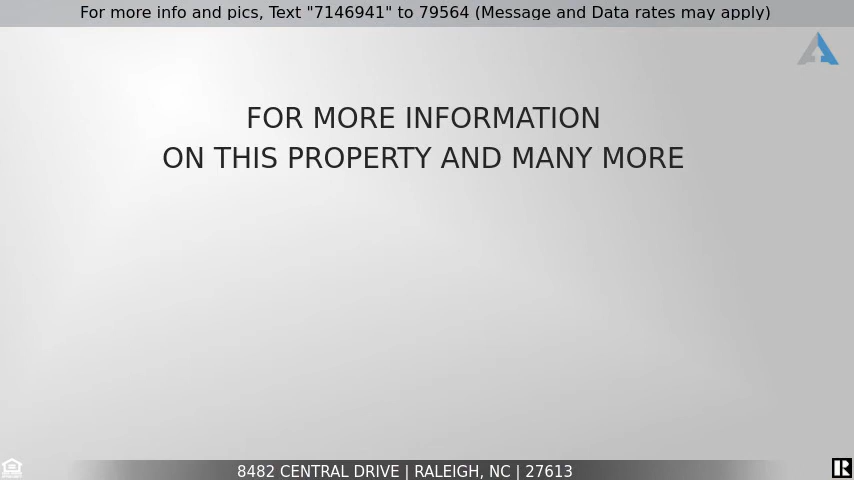 For more info and pics, Text "7146941" to 79564 (Message and Data rates may apply)
FOR MORE INFORMATION
ON THIS PROPERTY AND MANY MORE
8482 CENTRAL DRIVE | RALEIGH, NC | 27613